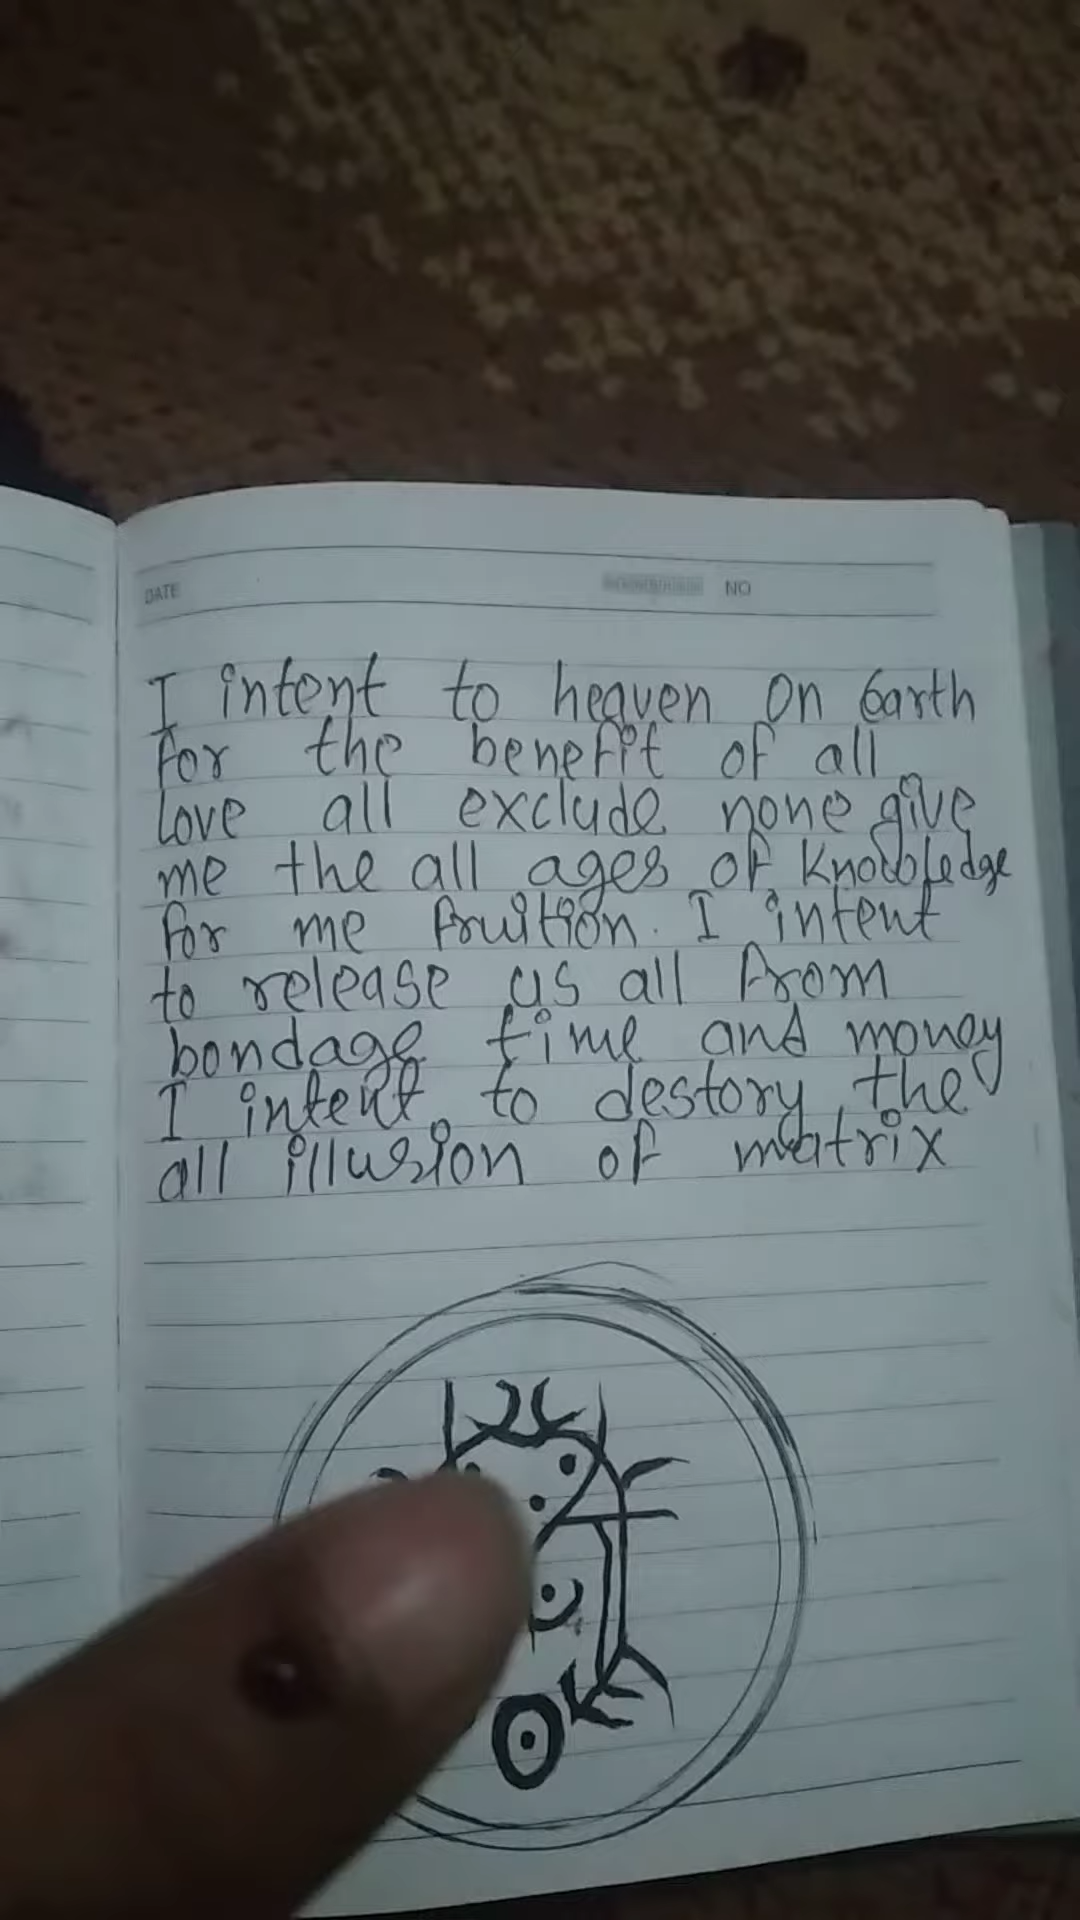 DATE
NO
I intent to heaven on Earth
for the benefit of all
love all exclude none give
me the all ages of knowledge
for me fruition. I intent
to release us all from
bondage time and money
I intent to destory the
all illusion of matrix